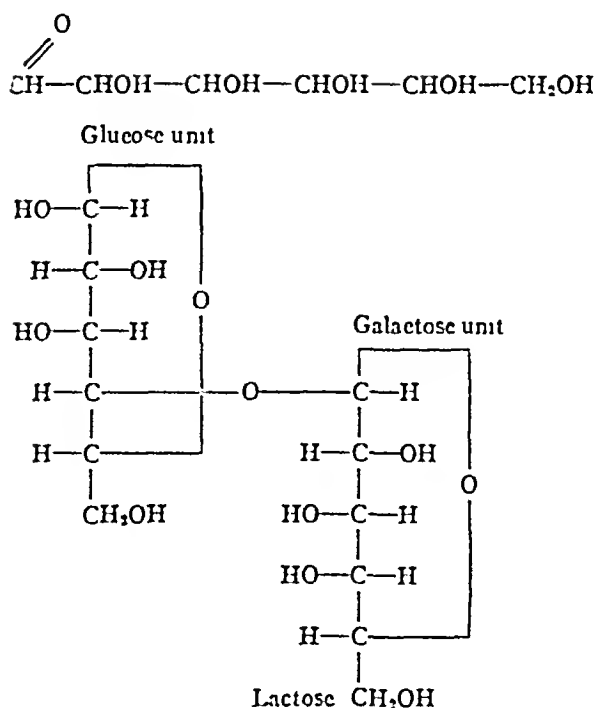 O
CH—CHOH—CHOH—CHOH—CHOH—CH₂OH
Glucose unit
HO—C—H
H—C—OH
O
HO—C—H
Galactose unit
H—C—O—C—H
H—C
H—C—OH
O
CH₂OH
HO—C—H
HO—C—H
H—C
Lactose CH₂OH